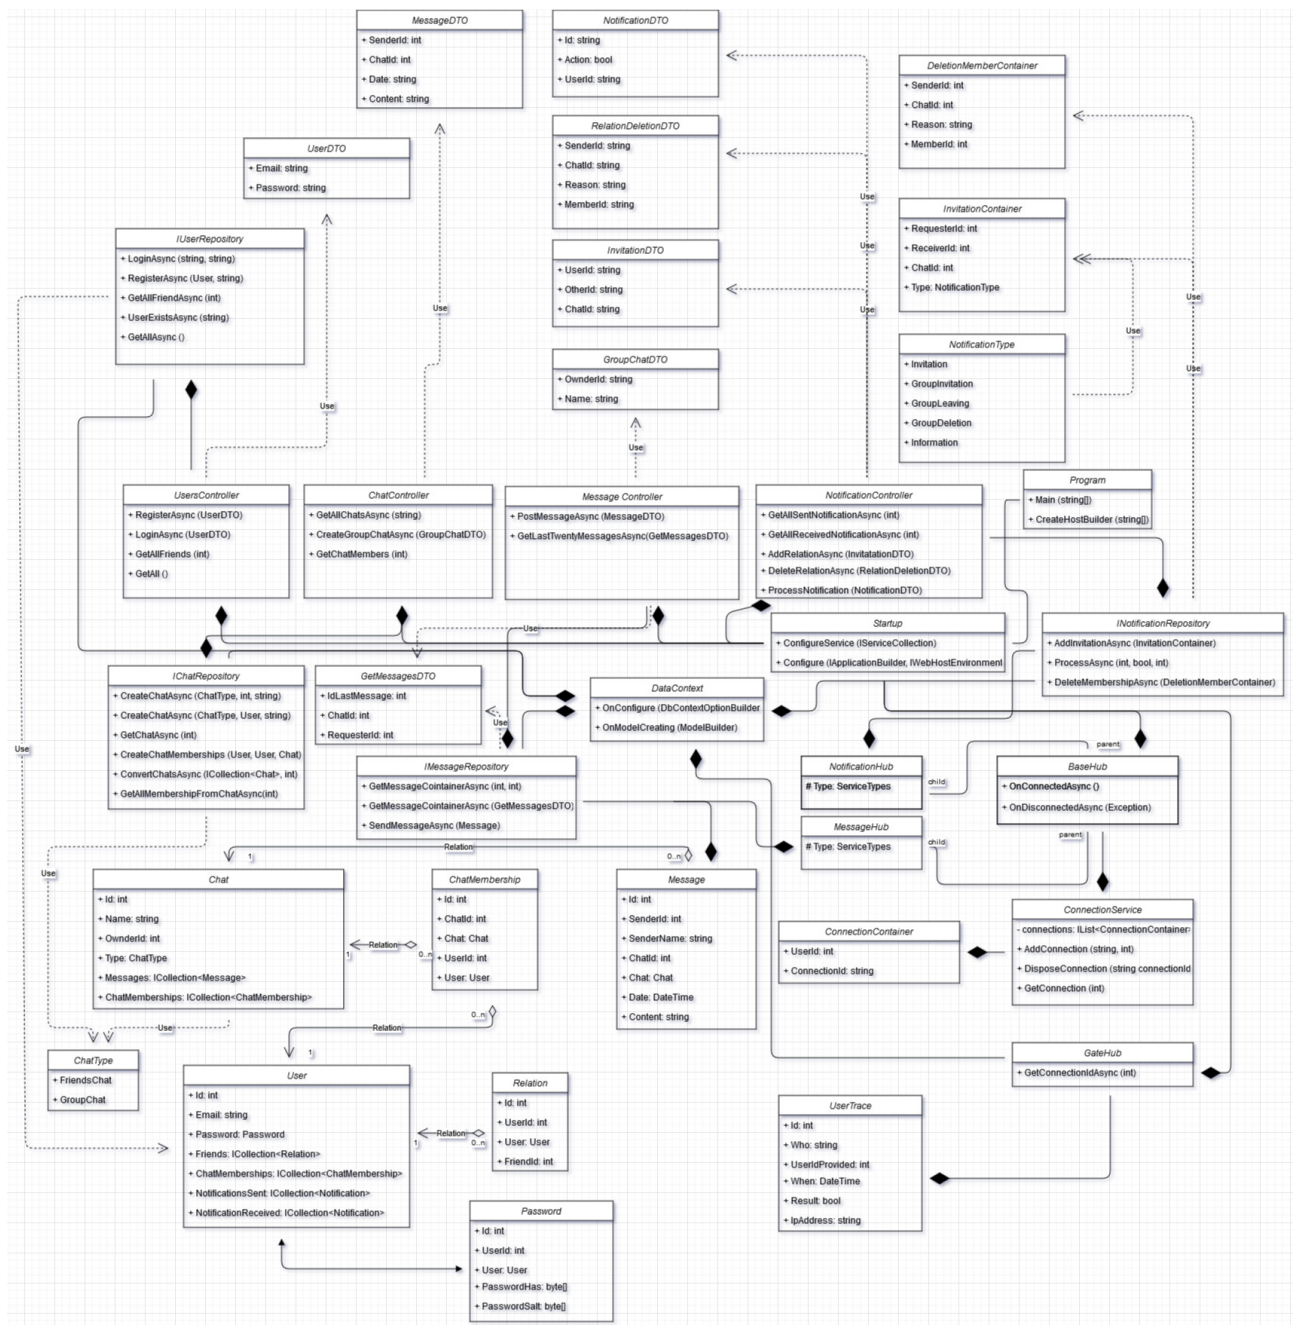 MessageDTO
+ SenderId: int
+ ChatId: int
+ Date: string
+ Content: string
NotificationDTO
+ Id: string
+ Action: bool
+ UserId: string
DeletionMemberContainer
+ SenderId: int
+ ChatId: int
+ Reason: string
+ MemberId: int
UserDTO
+ Email: string
+ Password: string
RelationDeletionDTO
+ SenderId: string
+ ChatId: string
+ Reason: string
+ MemberId: string
Use
InvitationContainer
+ RequesterId: int
+ ReceiverId: int
+ ChatId: int
+ Type: NotificationType
IUserRepository
+ LoginAsync (string, string)
+ RegisterAsync (User, string)
+ GetAllFriendAsync (int)
+ UserExistsAsync (string)
+ GetAllAsync ()
InvitationDTO
+ UserId: string
+ OtherId: string
+ ChatId: string
Use
Use
Use
Use
Use
Use
NotificationType
+ Invitation
+ GroupInvitation
+ GroupLeaving
+ GroupDeletion
+ Information
GroupChatDTO
+ OwnderId: string
+ Name: string
Use
Use
UsersController
+ RegisterAsync (UserDTO)
+ LoginAsync (UserDTO)
+ GetAllFriends (int)
+ GetAll ()
ChatController
+ GetAllChatsAsync (string)
+ CreateGroupChatAsync (GroupChatDTO)
+ GetChatMembers (int)
Message Controller
+ PostMessageAsync (MessageDTO)
+ GetLastTwentyMessagesAsync(GetMessagesDTO)
NotificationController
+ GetAllSentNotificationAsync (int)
+ GetAllReceivedNotificationAsync (int)
+ AddRelationAsync (InvitatationDTO)
+ DeleteRelationAsync (RelationDeletionDTO)
+ ProcessNotification (NotificationDTO)
Program
+ Main (string[])
+ CreateHostBuilder (string[])
Use
Startup
+ ConfigureService (IServiceCollection)
+ Configure (IApplicationBuilder, IWebHostEnvironment
INotificationRepository
+ AddInvitationAsync (InvitationContainer)
+ ProcessAsync (int, bool, int)
+ DeleteMembershipAsync (DeletionMemberContainer)
IChatRepository
+ CreateChatAsync (ChatType, int, string)
+ CreateChatAsync (ChatType, User, string)
+ GetChatAsync (int)
+ CreateChatMemberships (User, User, Chat)
+ ConvertChatsAsync (ICollection<Chat>, int)
+ GetAllMembershipFromChatAsync(int)
GetMessagesDTO
+ IdLastMessage: int
+ ChatId: int
+ RequesterId: int
DataContext
+ OnConfigure (DbContextOptionBuilder
+ OnModelCreating (ModelBuilder)
Use
Use
parent
NotificationHub
# Type: ServiceTypes
child
BaseHub
+ OnConnectedAsync ()
+ OnDisconnectedAsync (Exception)
IMessageRepository
+ GetMessageCointainerAsync (int, int)
+ GetMessageCointainerAsync (GetMessagesDTO)
+ SendMessageAsync (Message)
MessageHub
# Type: ServiceTypes
child
parent
Relation
1
0..n
Use
Chat
+ Id: int
+ Name: string
+ OwnderId: int
+ Type: ChatType
+ Messages: ICollection<Message>
+ ChatMemberships: ICollection<ChatMembership>
ChatMembership
+ Id: int
+ ChatId: int
+ Chat: Chat
+ UserId: int
+ User: User
Relation
1
0..n
Message
+ Id: int
+ SenderId: int
+ SenderName: string
+ ChatId: int
+ Chat: Chat
+ Date: DateTime
+ Content: string
ConnectionContainer
+ UserId: int
+ ConnectionId: string
ConnectionService
- connections: IList<ConnectionContainer>
+ AddConnection (string, int)
+ DisposeConnection (string connectionId
+ GetConnection (int)
Use
Relation
0..n
1
ChatType
+ FriendsChat
+ GroupChat
User
+ Id: int
+ Email: string
+ Password: Password
+ Friends: ICollection<Relation>
+ ChatMemberships: ICollection<ChatMembership>
+ NotificationsSent: ICollection<Notification>
+ NotificationReceived: ICollection<Notification>
Relation
1
0..n
Relation
+ Id: int
+ UserId: int
+ User: User
+ FriendId: int
GateHub
+ GetConnectionIdAsync (int)
UserTrace
+ Id: int
+ Who: string
+ UserIdProvided: int
+ When: DateTime
+ Result: bool
+ IpAddress: string
Password
+ Id: int
+ UserId: int
+ User: User
+ PasswordHas: byte[]
+ PasswordSalt: byte[]